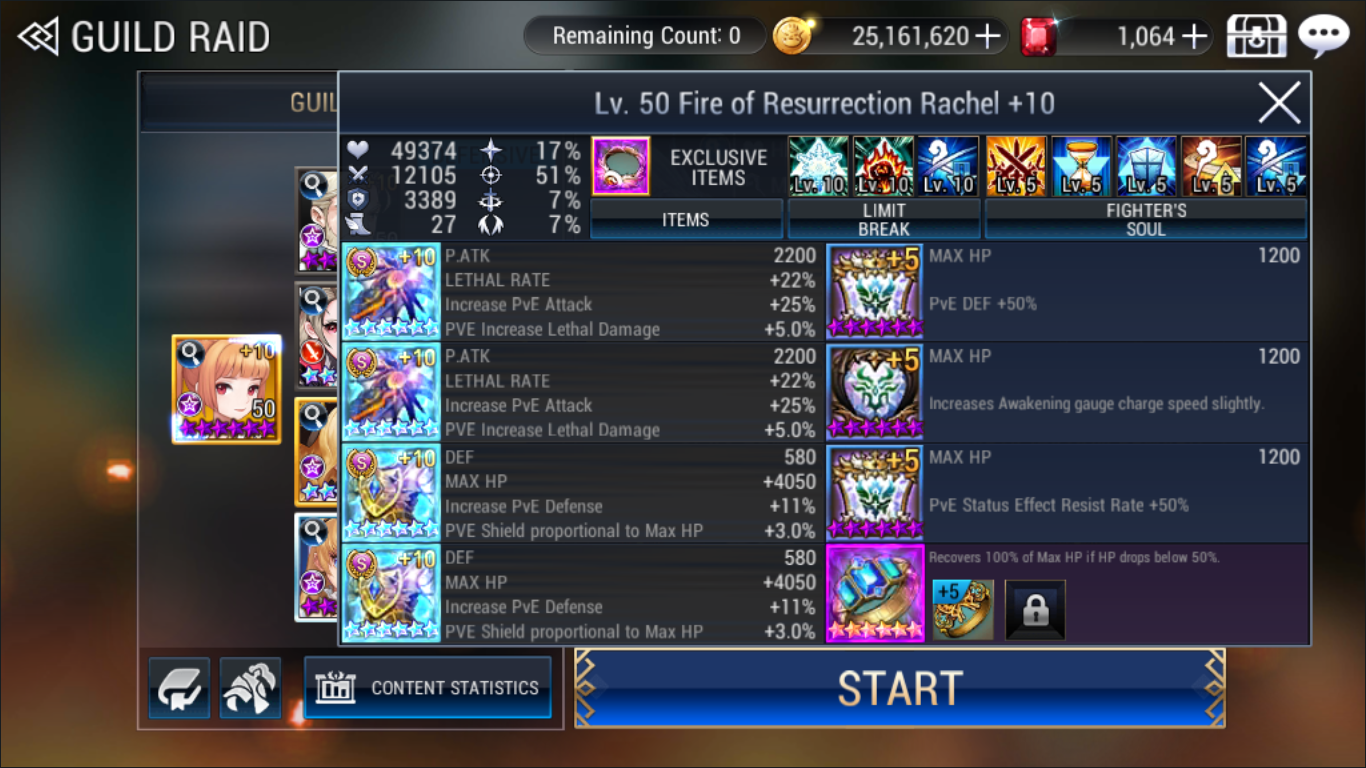 GUILD RAID
Remaining Count: 0
25,161,620
1,064
GUIL
Lv. 50 Fire of Resurrection Rachel +10
49374 17%
12105 51%
3389 7%
27 7%
EXCLUSIVE
ITEMS
Lv. 10 Lv. 10 Lv. 10
Lv. 5 Lv. 5 Lv. 5 Lv. 5 Lv. 5
ITEMS
LIMIT
BREAK
FIGHTER'S
SOUL
S +10
P.ATK 2200
LETHAL RATE +22%
Increase PvE Attack +25%
PVE Increase Lethal Damage +5.0%
+5
MAX HP 1200
PvE DEF +50%
S +10
P.ATK 2200
LETHAL RATE +22%
Increase PvE Attack +25%
PVE Increase Lethal Damage +5.0%
+5
MAX HP 1200
Increases Awakening gauge charge speed slightly.
+10
50
S +10
DEF 580
MAX HP +4050
Increase PvE Defense +11%
PVE Shield proportional to Max HP +3.0%
+5
MAX HP 1200
PvE Status Effect Resist Rate +50%
S +10
DEF 580
MAX HP +4050
Increase PvE Defense +11%
PVE Shield proportional to Max HP +3.0%
Recovers 100% of Max HP if HP drops below 50%.
+5
CONTENT STATISTICS
START